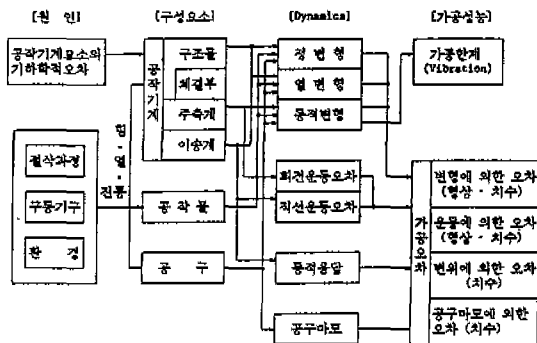 [원 인]
[구성요소]
[Dynamics]
[가공성능]
공작기계요소의
기하학적오차
절삭과정
구동기구
환 경
힘·열·진동
공작기계
구조물
체결부
주축계
이송계
공 작 물
공 구
정 변 형
열 변 형
동적변형
회전운동오차
직선운동오차
동적응답
공구마모
가공한계
(Vibration)
가공오차
변형에 의한 오차
(형상 - 치수)
운동에 의한 오차
(형상 - 치수)
변위에 의한 오차
(치수)
공구마모에 의한
오차 (치수)